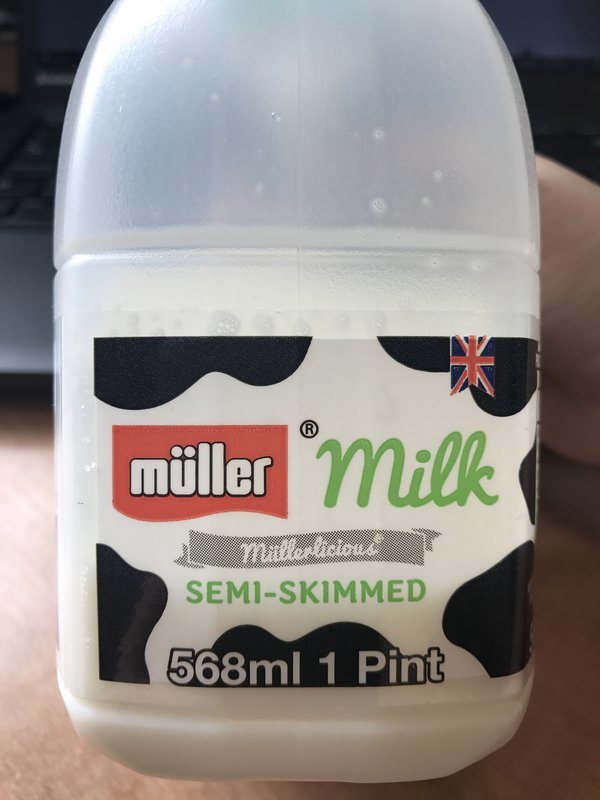 müller® Milk
Müllerlicious®
SEMI-SKIMMED
568ml 1 Pint